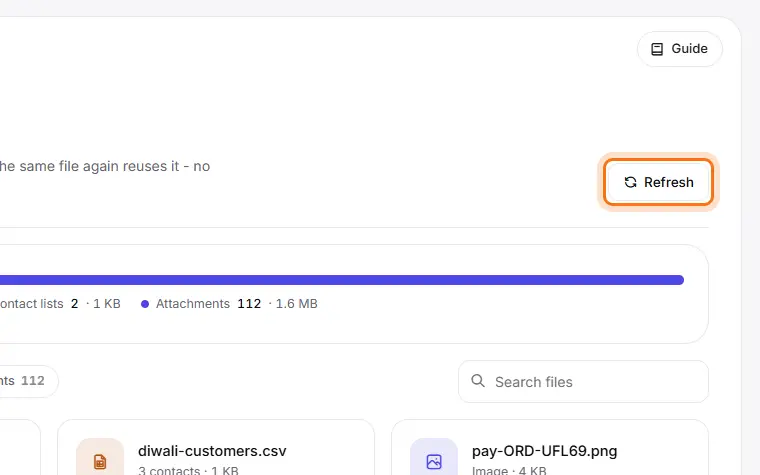 Guide
he same file again reuses it - no
Refresh
ontact lists 2 · 1 KB Attachments 112 · 1.6 MB
nts 112
Search files
diwali-customers.csv
3 contacts · 1 KB
pay-ORD-UFL69.png
Image · 4 KB